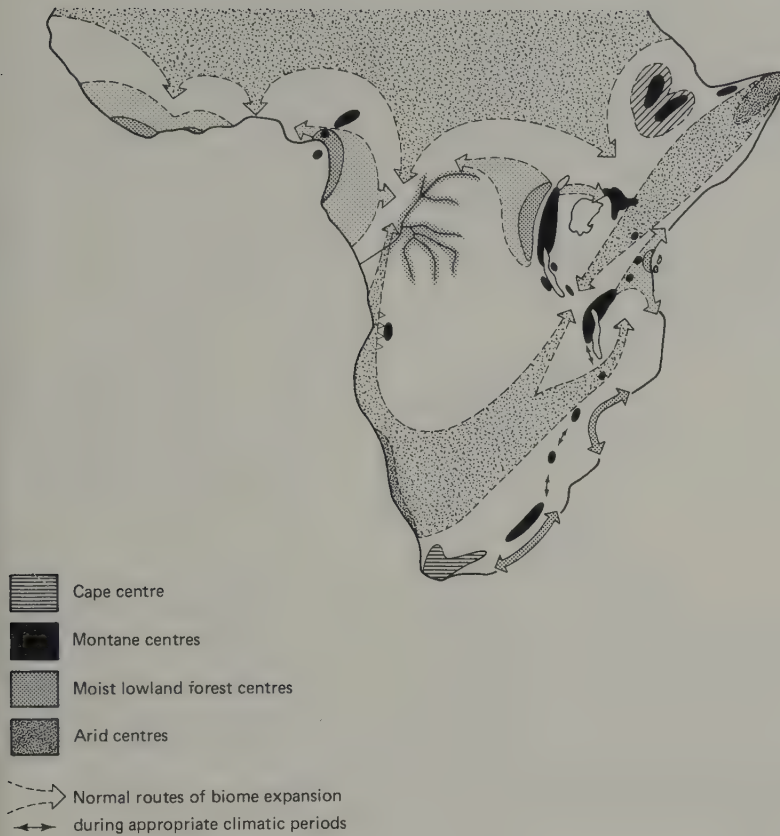 Cape centre
Montane centres
Moist lowland forest centres
Arid centres
Normal routes of biome expansion
during appropriate climatic periods